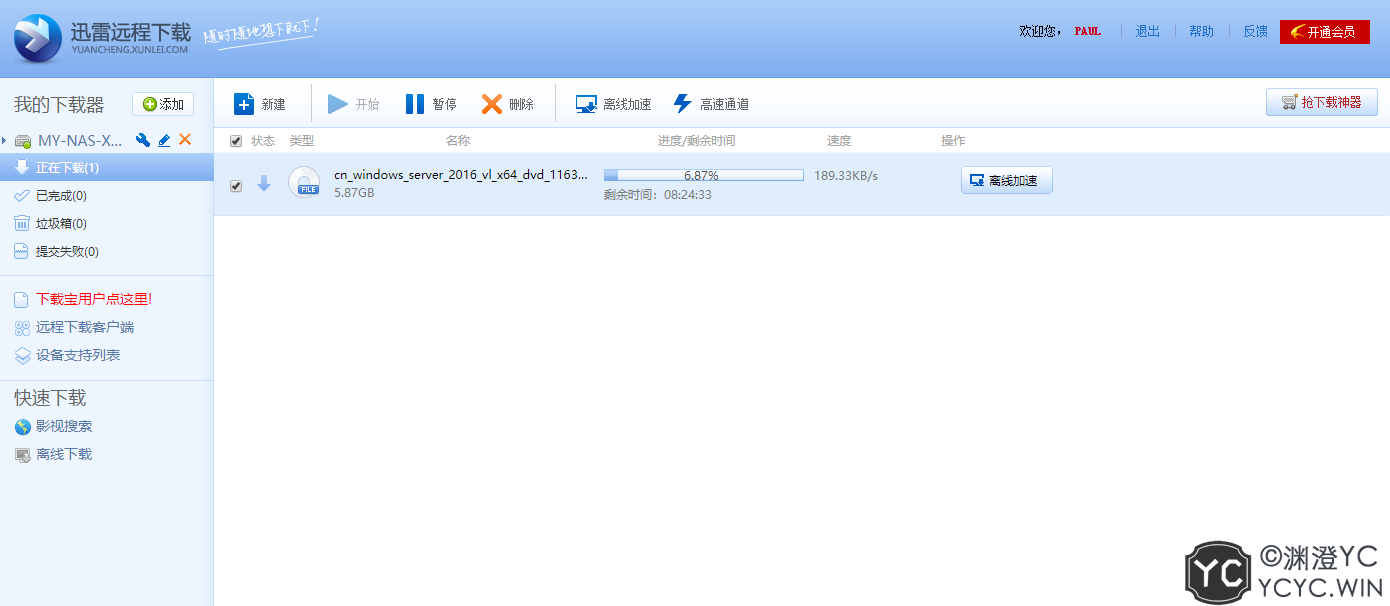 迅雷远程下载
YUANCHENG.XUNLEI.COM
随时随地想下就下!
欢迎您, PAUL 退出 帮助 反馈 开通会员
我的下载器 添加
新建 开始 暂停 删除 离线加速 高速通道 抢下载神器
MY-NAS-X...
状态 类型 名称 进度/剩余时间 速度 操作
正在下载(1)
已完成(0)
垃圾箱(0)
提交失败(0)
FILE
cn_windows_server_2016_vl_x64_dvd_1163... 6.87% 189.33KB/s 离线加速
5.87GB 剩余时间: 08:24:33
下载宝用户点这里!
远程下载客户端
设备支持列表
快速下载
影视搜索
离线下载
YC
©渊澄YC
YCYC.WIN